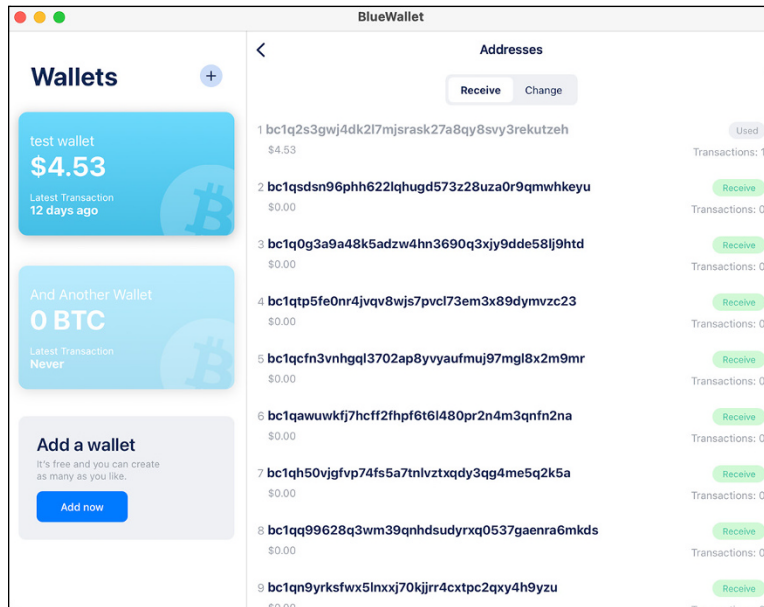 BlueWallet
Wallets
+
test wallet
$4.53
Latest Transaction
12 days ago
And Another Wallet
0 BTC
Latest Transaction
Never
Add a wallet
It's free and you can create
as many as you like.
Add now
Addresses
Receive Change
1 bc1q2s3gwj4dk2l7mjsrask27a8qy8svy3rekutzeh Used
$4.53 Transactions: 1
2 bc1qsdsn96phh622lqhugd573z28uza0r9qmwhkeyu Receive
$0.00 Transactions: 0
3 bc1q0g3a9a48k5adzw4hn3690q3xjy9dde58lj9htd Receive
$0.00 Transactions: 0
4 bc1qtp5fe0nr4jvqv8wjs7pvcl73em3x89dymvzc23 Receive
$0.00 Transactions: 0
5 bc1qcfn3vnhgql3702ap8yvyaufmuj97mgl8x2m9mr Receive
$0.00 Transactions: 0
6 bc1qawuwkfj7hcff2fhpf6t6l480pr2n4m3qnfn2na Receive
$0.00 Transactions: 0
7 bc1qh50vjgfvp74fs5a7tnlvztxqdy3qg4me5q2k5a Receive
$0.00 Transactions: 0
8 bc1qq99628q3wm39qnhdsudyrxq0537gaenra6mkds Receive
$0.00 Transactions: 0
9 bc1qn9yrksfwx5lnxxj70kjjrr4cxtpc2qxy4h9yzu Receive